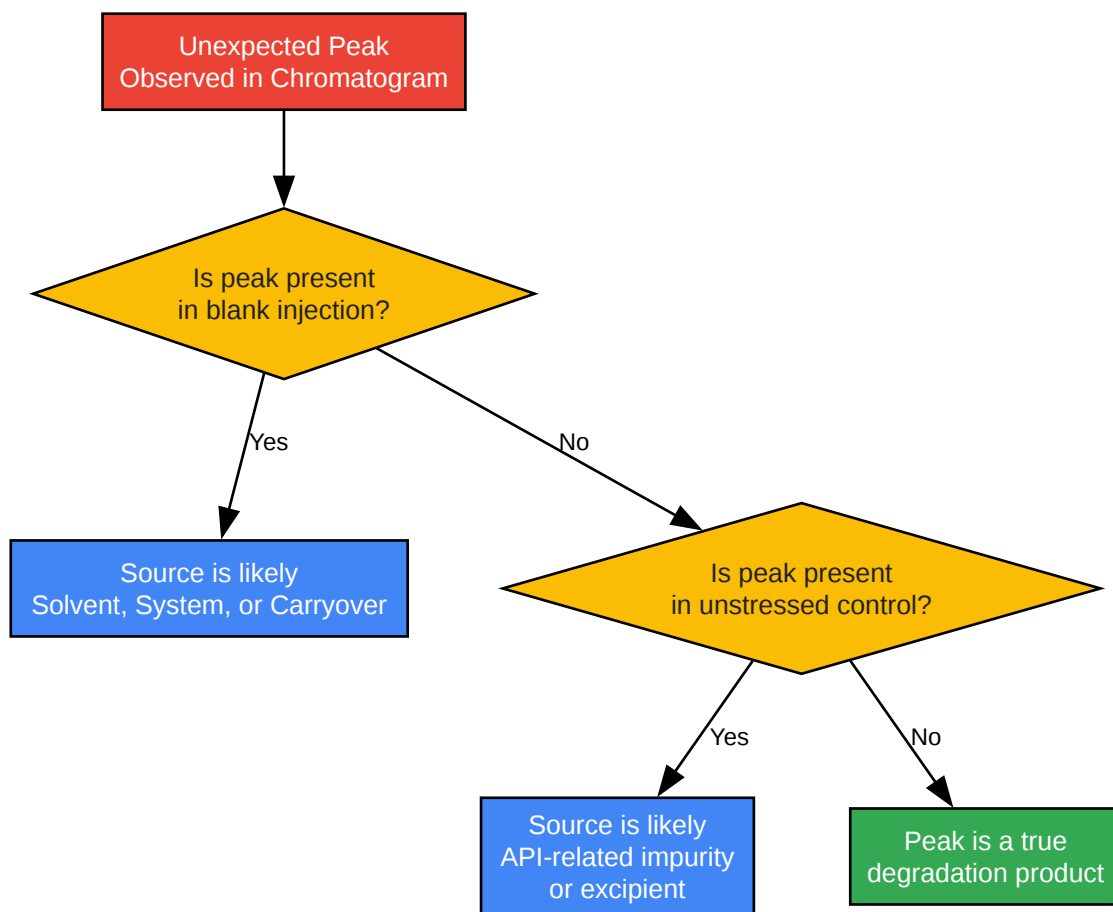 Unexpected Peak
Observed in Chromatogram
Is peak present
in blank injection?
Yes
No
Source is likely
Solvent, System, or Carryover
Is peak present
in unstressed control?
Yes
No
Source is likely
API-related impurity
or excipient
Peak is a true
degradation product